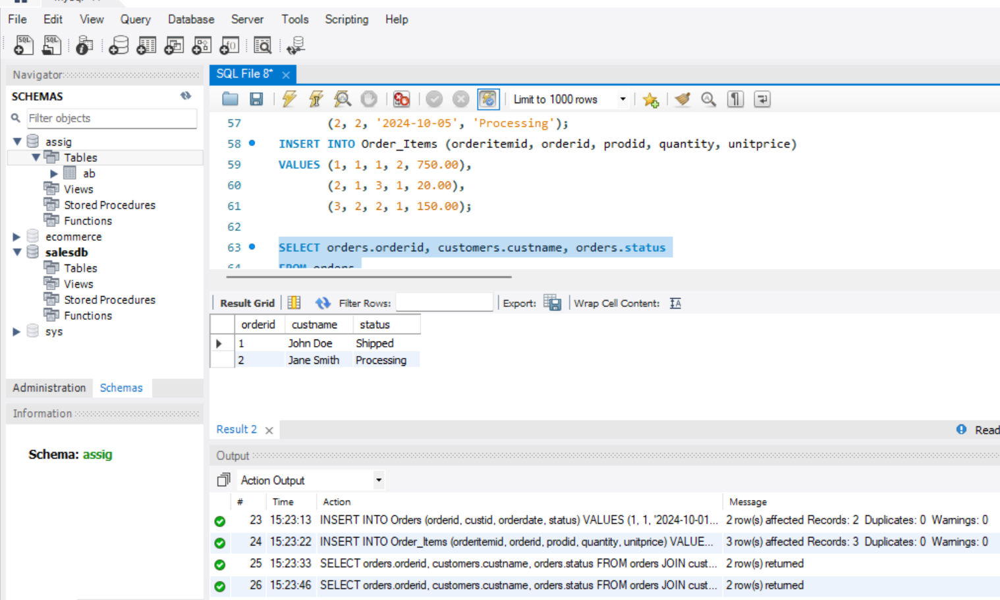 File Edit View Query Database Server Tools Scripting Help
Navigator
SCHEMAS
Filter objects
assig
Tables
ab
Views
Stored Procedures
Functions
ecommerce
salesdb
Tables
Views
Stored Procedures
Functions
sys
Administration Schemas
Information
Schema: assig
SQL File 8*
Limit to 1000 rows
57 (2, 2, '2024-10-05', 'Processing');
58 INSERT INTO Order_Items (orderitemid, orderid, prodid, quantity, unitprice)
59 VALUES (1, 1, 1, 2, 750.00),
60 (2, 1, 3, 1, 20.00),
61 (3, 2, 2, 1, 150.00);
62
63 SELECT orders.orderid, customers.custname, orders.status
64 FROM orders
Result Grid Filter Rows: Export: Wrap Cell Content:
orderid custname status
1 John Doe Shipped
2 Jane Smith Processing
Result 2 Read
Output
Action Output
# Time Action Message
23 15:23:13 INSERT INTO Orders (orderid, custid, orderdate, status) VALUES (1, 1, '2024-10-01... 2 row(s) affected Records: 2 Duplicates: 0 Warnings: 0
24 15:23:22 INSERT INTO Order_Items (orderitemid, orderid, prodid, quantity, unitprice) VALUE... 3 row(s) affected Records: 3 Duplicates: 0 Warnings: 0
25 15:23:33 SELECT orders.orderid, customers.custname, orders.status FROM orders JOIN cust... 2 row(s) returned
26 15:23:46 SELECT orders.orderid, customers.custname, orders.status FROM orders JOIN cust... 2 row(s) returned